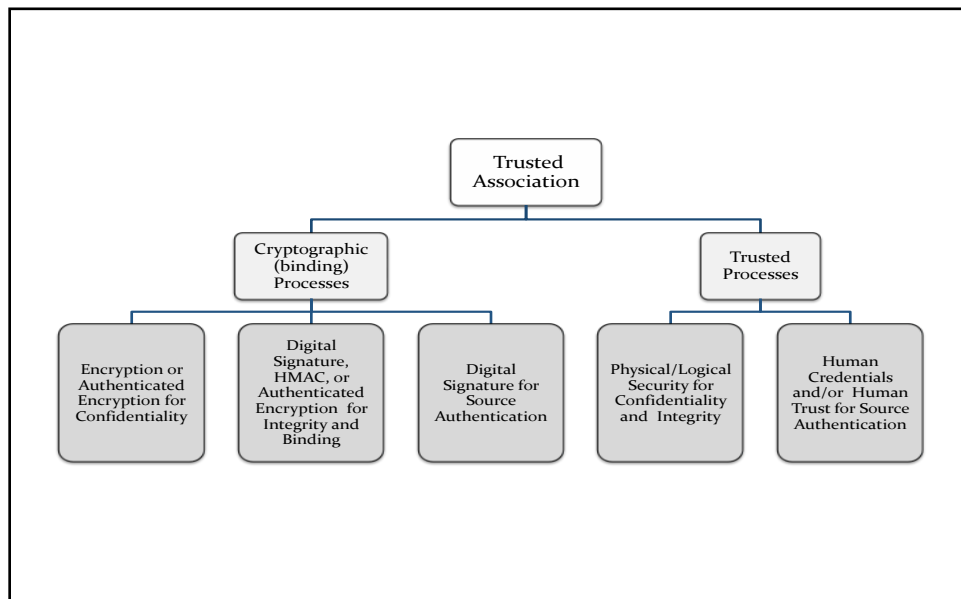 Trusted
Association
Cryptographic
(binding)
Processes
Trusted
Processes
Encryption or
Authenticated
Encryption for
Confidentiality
Digital
Signature,
HMAC, or
Authenticated
Encryption for
Integrity and
Binding
Digital
Signature for
Source
Authentication
Physical/Logical
Security for
Confidentiality
and Integrity
Human
Credentials
and/or Human
Trust for Source
Authentication